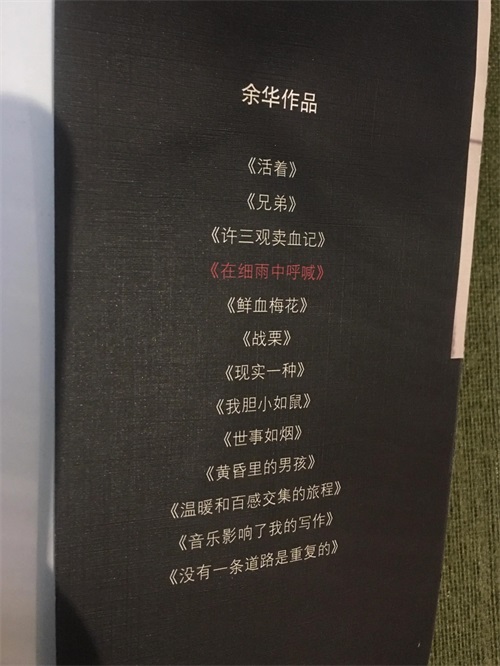 余华作品
《活着》
《兄弟》
《许三观卖血记》
《在细雨中呼喊》
《鲜血梅花》
《战栗》
《现实一种》
《我胆小如鼠》
《世事如烟》
《黄昏里的男孩》
《温暖和百感交集的旅程》
《音乐影响了我的写作》
《没有一条道路是重复的》